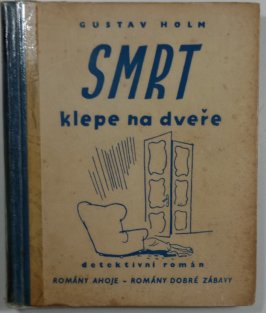 GUSTAV HOLM
SMRT
klepe na dveře
detektivní román
ROMÁNY AHOJE - ROMÁNY DOBRÉ ZÁBAVY